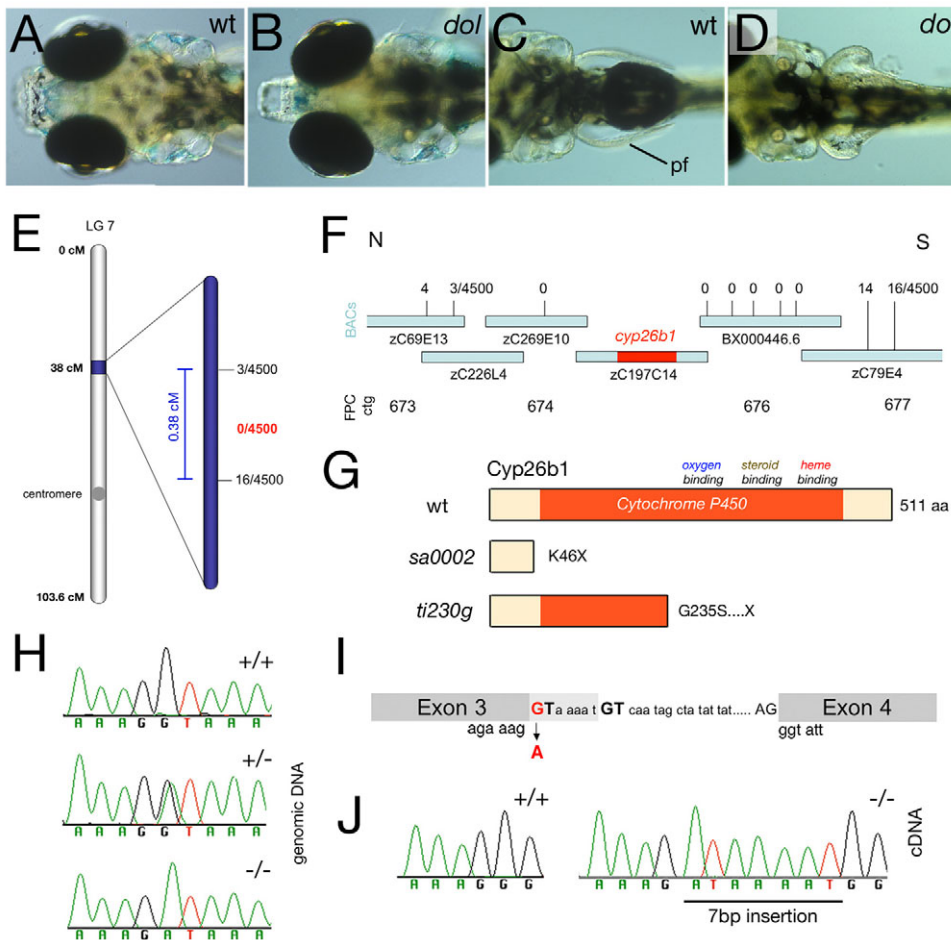 A wt
B dol
C wt
pf
D do
E
LG 7
0 cM
38 cM
centromere
103.6 cM
0.38 cM
3/4500
0/4500
16/4500
F
N S
4 3/4500 0 0 0 0 0 0 14 16/4500
BACs
zC69E13 zC269E10 cyp26b1 BX000446.6
zC226L4 zC197C14 zC79E4
FPC ctg
673 674 676 677
G
Cyp26b1
oxygen binding steroid binding heme binding
wt Cytochrome P450 511 aa
sa0002 K46X
ti230g G235S....X
H
+/+
A A A G G T A A A
+/-
A A A G G T A A A
-/-
A A A G A T A A A
genomic DNA
I
Exon 3 GTa aaa t GT caa tag cta tat tat..... AG Exon 4
aga aag ggt att
A
J
+/+
A A A G G G
-/-
A A A G A T A A A A T G G
7bp insertion
cDNA